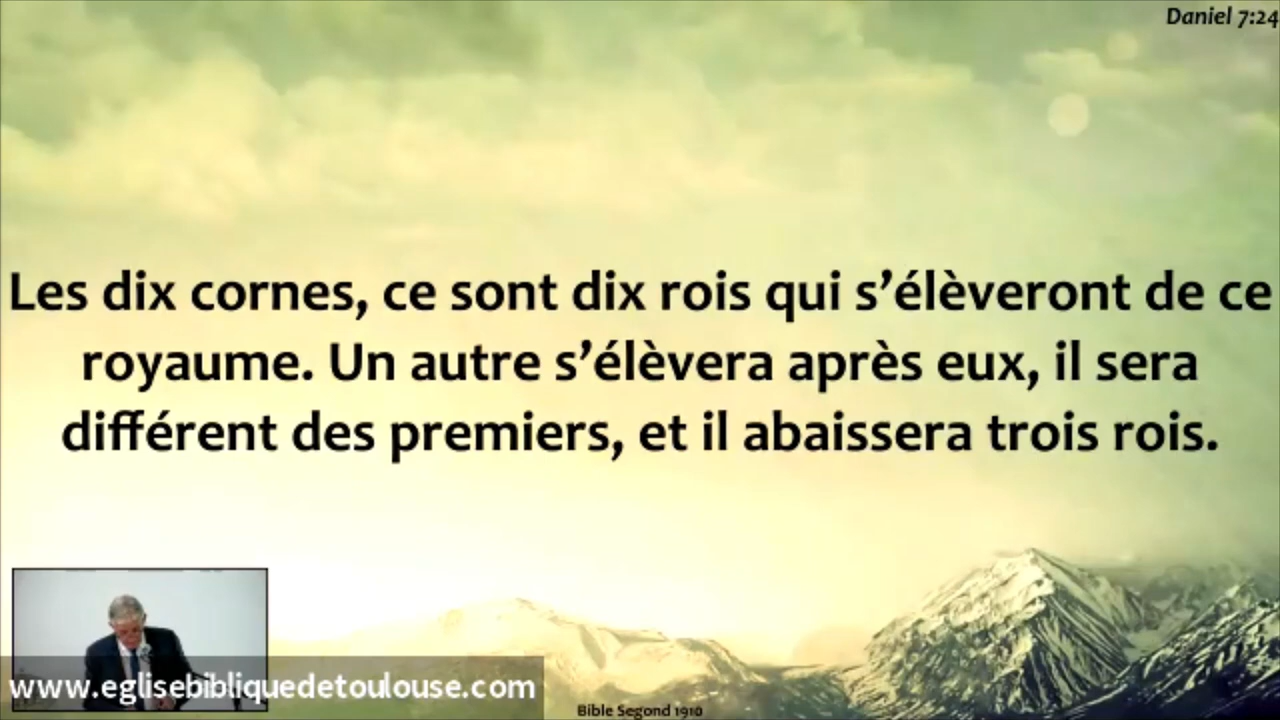 Daniel 7:24
Les dix cornes, ce sont dix rois qui s’élèveront de ce
royaume. Un autre s’élèvera après eux, il sera
différent des premiers, et il abaissera trois rois.
www.eglisebibliquedetoulouse.com
Bible Segond 1910